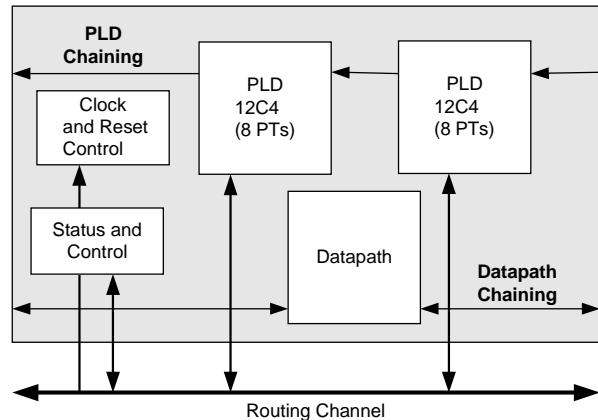 PLD
Chaining
PLD
12C4
(8 PTs)
PLD
12C4
(8 PTs)
Clock
and Reset
Control
Status and
Control
Datapath
Datapath
Chaining
Routing Channel